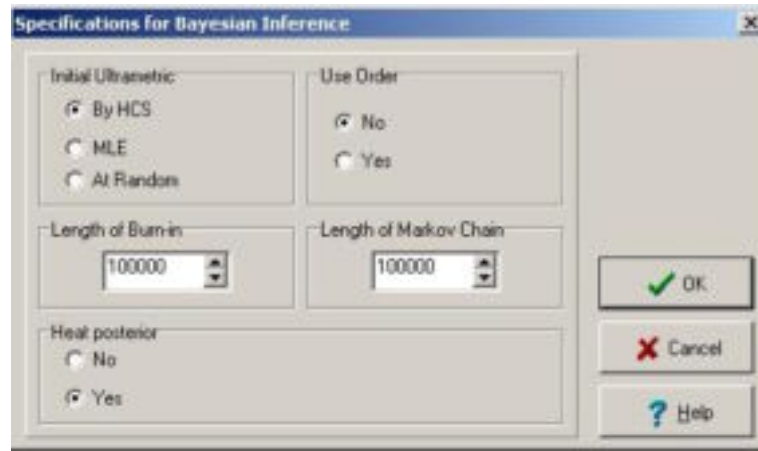 Specifications for Bayesian Inference
Initial Ultrametric
By HCS
MLE
At Random
Use Order
No
Yes
Length of Burn-in
100000
Length of Markov Chain
100000
Heat posterior
No
Yes
OK
Cancel
Help